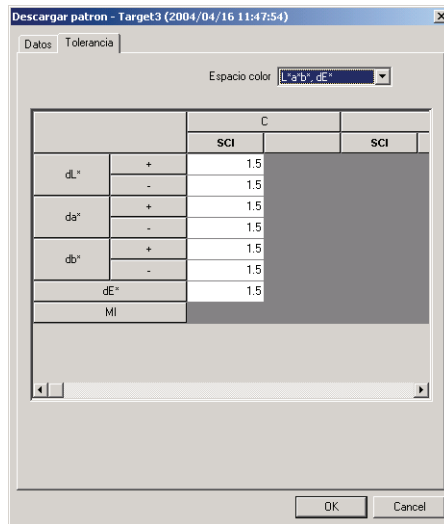 Descargar patron - Target3 (2004/04/16 11:47:54)
Datos Tolerancia
Espacio color L*a*b*, dE*
C
SCI SCI
dL* + 1.5
- 1.5
da* + 1.5
- 1.5
db* + 1.5
- 1.5
dE* 1.5
MI
OK Cancel